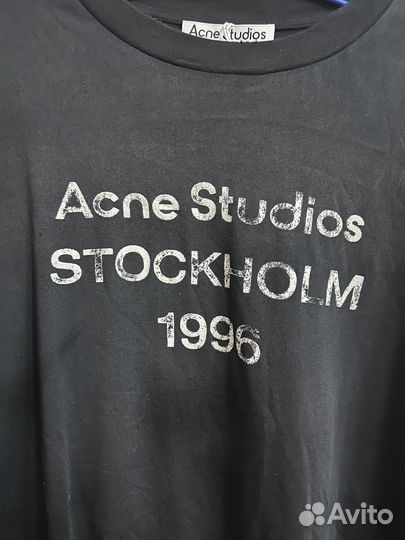 Acne Studios
Acne Studios
STOCKHOLM
1996
Avito